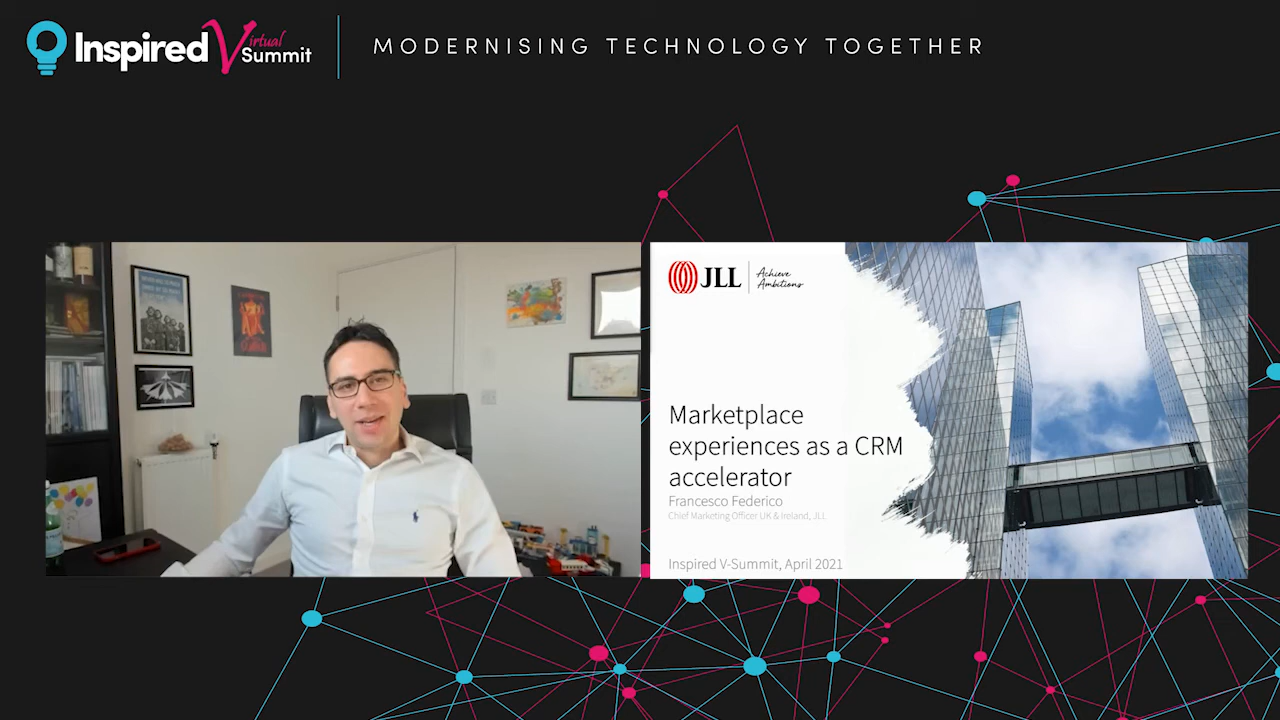 Inspired Virtual Summit
MODERNISING TECHNOLOGY TOGETHER
JLL
Achieve
Ambitions
Marketplace
experiences as a CRM
accelerator
Francesco Federico
Chief Marketing Officer UK & Ireland, JLL
Inspired V-Summit, April 2021